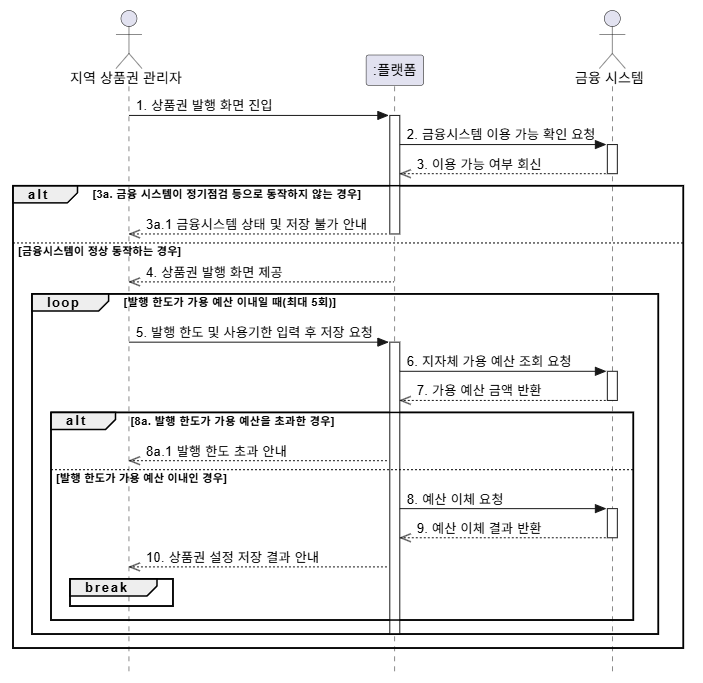 지역 상품권 관리자
:플랫폼
금융 시스템
1. 상품권 발행 화면 진입
2. 금융시스템 이용 가능 확인 요청
3. 이용 가능 여부 회신
alt [3a. 금융 시스템이 정기점검 등으로 동작하지 않는 경우]
3a.1 금융시스템 상태 및 저장 불가 안내
[금융시스템이 정상 동작하는 경우]
4. 상품권 발행 화면 제공
loop [발행 한도가 가용 예산 이내일 때(최대 5회)]
5. 발행 한도 및 사용기한 입력 후 저장 요청
6. 지자체 가용 예산 조회 요청
7. 가용 예산 금액 반환
alt [8a. 발행 한도가 가용 예산을 초과한 경우]
8a.1 발행 한도 초과 안내
[발행 한도가 가용 예산 이내인 경우]
8. 예산 이체 요청
9. 예산 이체 결과 반환
10. 상품권 설정 저장 결과 안내
break